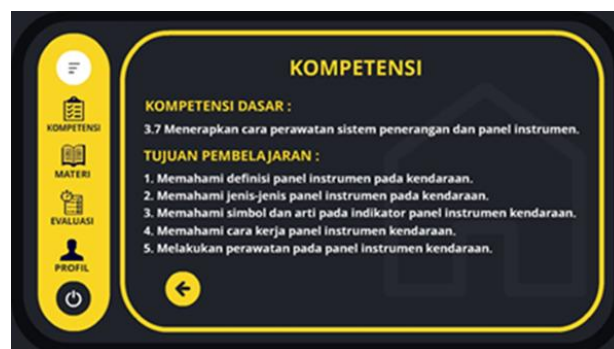 KOMPETENSI
MATERI
EVALUASI
PROFIL
KOMPETENSI
KOMPETENSI DASAR :
3.7 Menerapkan cara perawatan sistem penerangan dan panel instrumen.
TUJUAN PEMBELAJARAN :
1. Memahami definisi panel instrumen pada kendaraan.
2. Memahami jenis-jenis panel instrumen pada kendaraan.
3. Memahami simbol dan arti pada indikator panel instrumen kendaraan.
4. Memahami cara kerja panel instrumen kendaraan.
5. Melakukan perawatan pada panel instrumen kendaraan.